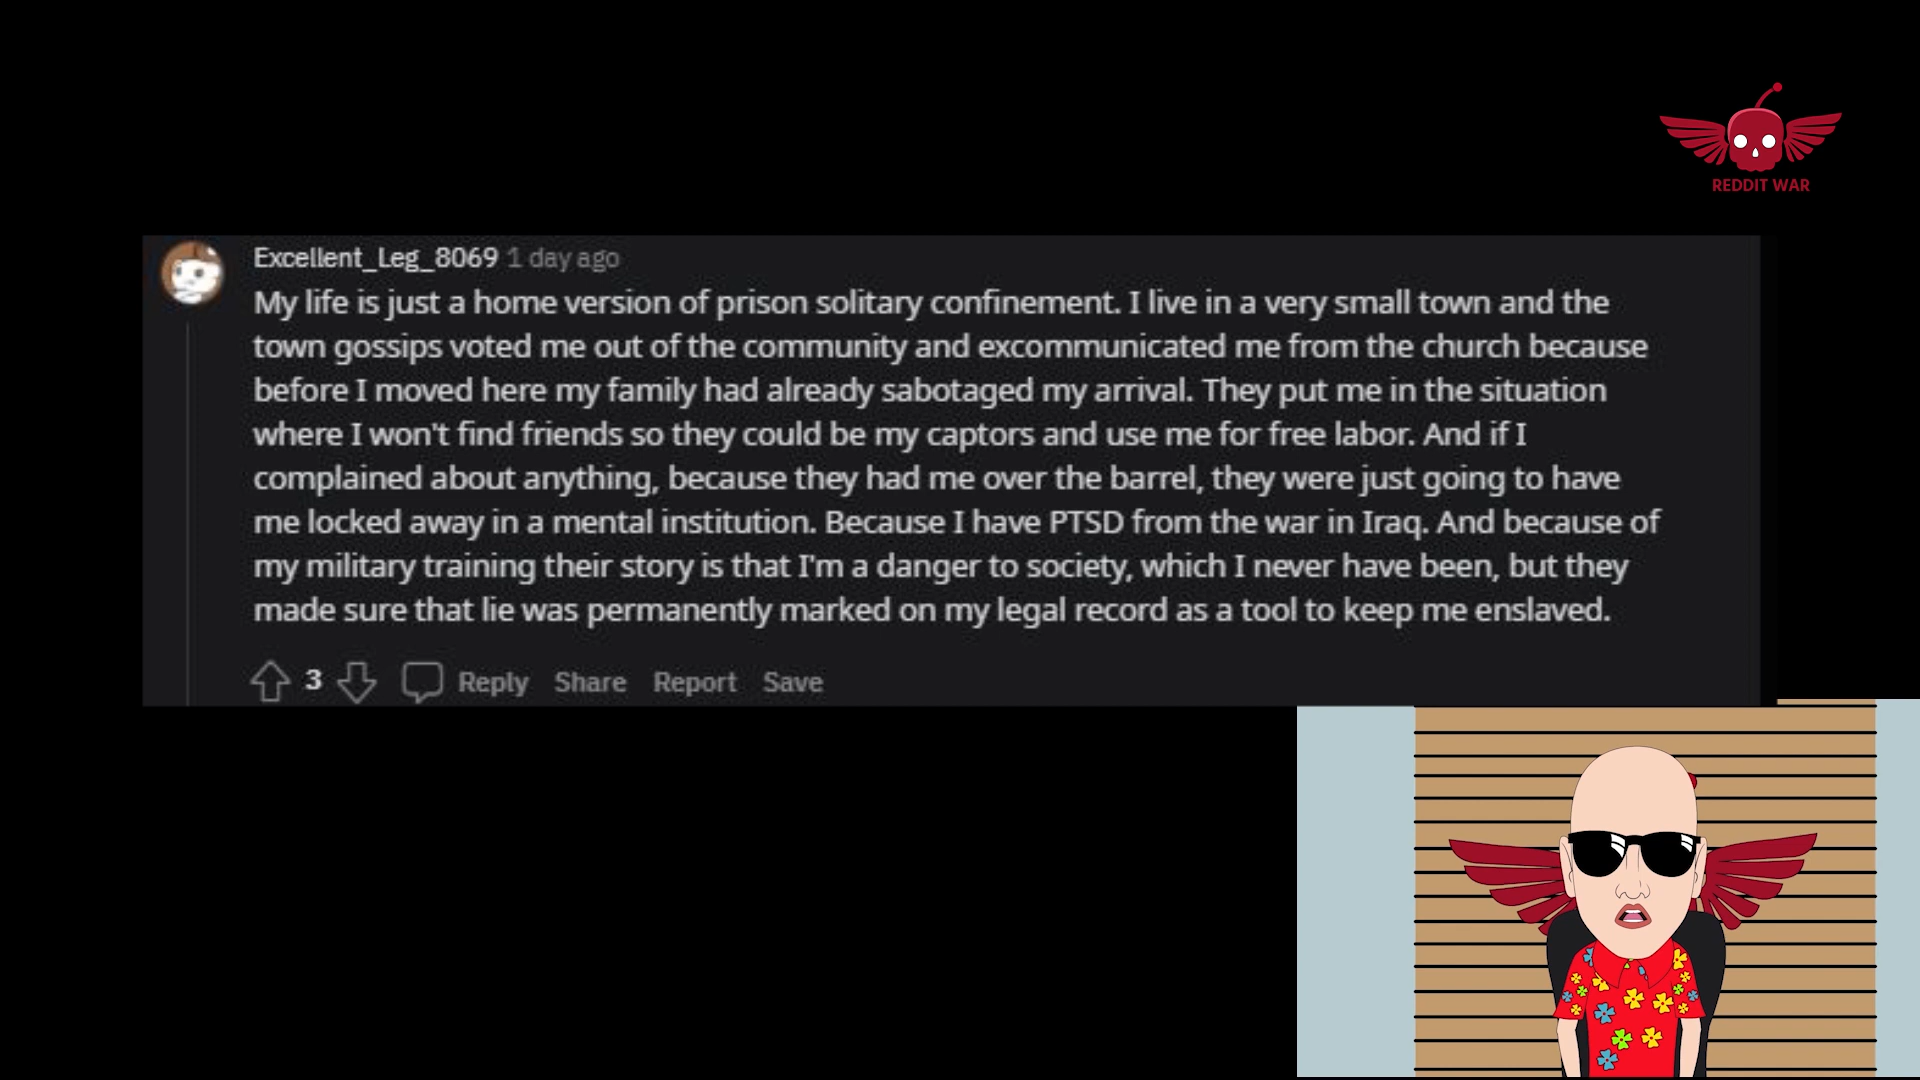 REDDIT WAR
Excellent_Leg_8069 1 day ago
My life is just a home version of prison solitary confinement. I live in a very small town and the
town gossips voted me out of the community and excommunicated me from the church because
before I moved here my family had already sabotaged my arrival. They put me in the situation
where I won't find friends so they could be my captors and use me for free labor. And if I
complained about anything, because they had me over the barrel, they were just going to have
me locked away in a mental institution. Because I have PTSD from the war in Iraq. And because of
my military training their story is that I'm a danger to society, which I never have been, but they
made sure that lie was permanently marked on my legal record as a tool to keep me enslaved.
3 Reply Share Report Save